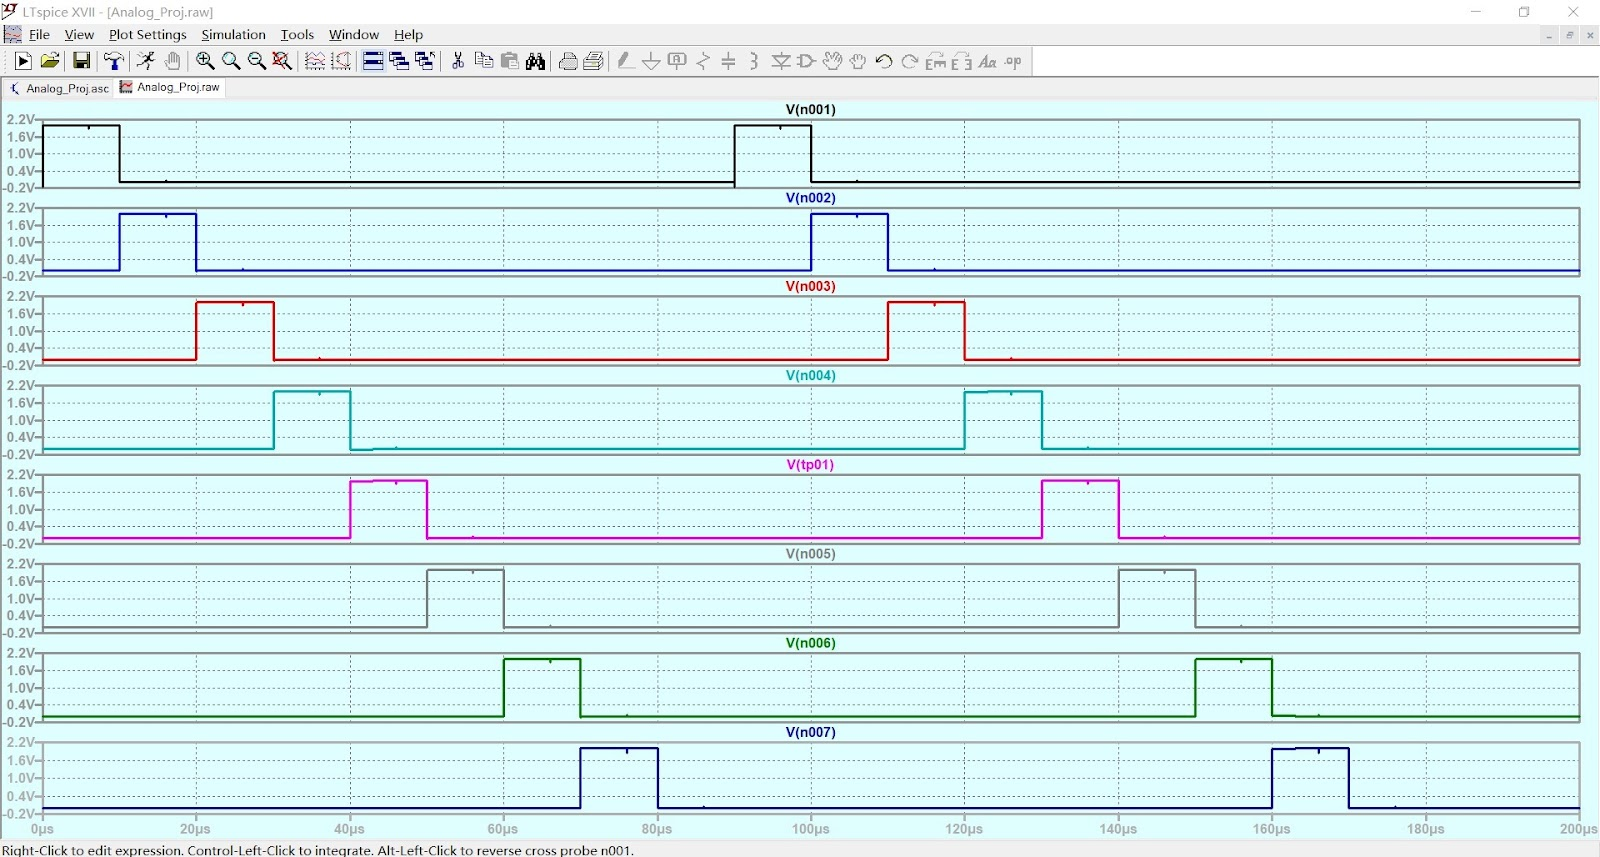 LTspice XVII - [Analog_Proj.raw]
File View Plot Settings Simulation Tools Window Help
Analog_Proj.asc Analog_Proj.raw
V(n001)
2.2V
1.6V
1.0V
0.4V
-0.2V
V(n002)
2.2V
1.6V
1.0V
0.4V
-0.2V
V(n003)
2.2V
1.6V
1.0V
0.4V
-0.2V
V(n004)
2.2V
1.6V
1.0V
0.4V
-0.2V
V(tp01)
2.2V
1.6V
1.0V
0.4V
-0.2V
V(n005)
2.2V
1.6V
1.0V
0.4V
-0.2V
V(n006)
2.2V
1.6V
1.0V
0.4V
-0.2V
V(n007)
2.2V
1.6V
1.0V
0.4V
-0.2V
0µs 20µs 40µs 60µs 80µs 100µs 120µs 140µs 160µs 180µs 200µs
Right-Click to edit expression. Control-Left-Click to integrate. Alt-Left-Click to reverse cross probe n001.